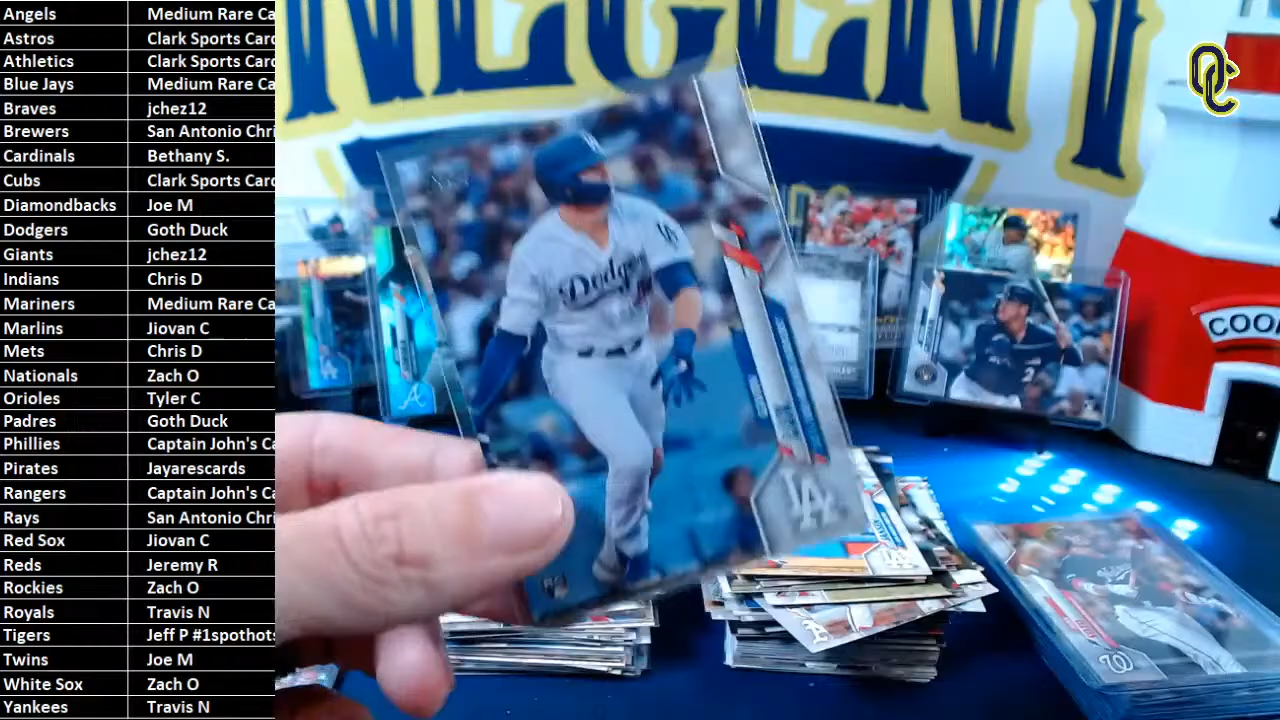 Angels Medium Rare Ca
Astros Clark Sports Card
Athletics Clark Sports Card
Blue Jays Medium Rare Ca
Braves jchez12
Brewers San Antonio Chri
Cardinals Bethany S.
Cubs Clark Sports Card
Diamondbacks Joe M
Dodgers Goth Duck
Giants jchez12
Indians Chris D
Mariners Medium Rare Ca
Marlins Jiovan C
Mets Chris D
Nationals Zach O
Orioles Tyler C
Padres Goth Duck
Phillies Captain John's Ca
Pirates Jayarescards
Rangers Captain John's Ca
Rays San Antonio Chri
Red Sox Jiovan C
Reds Jeremy R
Rockies Zach O
Royals Travis N
Tigers Jeff P #1spothots
Twins Joe M
White Sox Zach O
Yankees Travis N
OC
Dodgers
LA
LA
COO
A
W